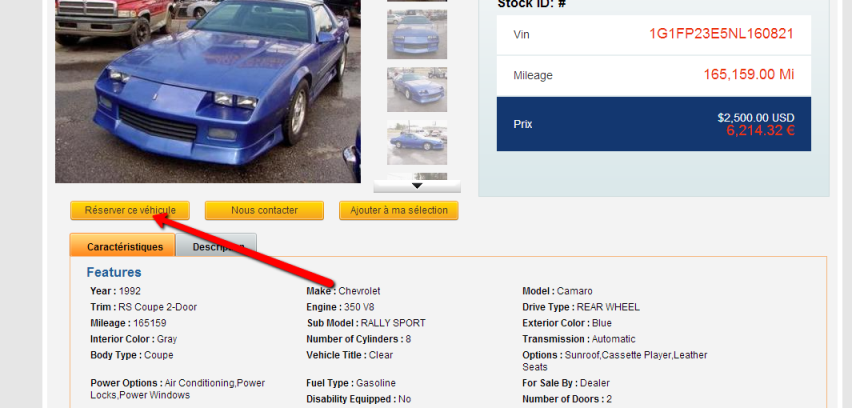 Stock ID: #
Vin 1G1FP23E5NL160821
Mileage 165,159.00 Mi
Prix $2,500.00 USD
6,214.32 €
Réserver ce véhicule Nous contacter Ajouter à ma sélection
Caractéristiques
Features
Year : 1992 Make : Chevrolet Model : Camaro
Trim : RS Coupe 2-Door Engine : 350 V8 Drive Type : REAR WHEEL
Mileage : 165159 Sub Model : RALLY SPORT Exterior Color : Blue
Interior Color : Gray Number of Cylinders : 8 Transmission : Automatic
Body Type : Coupe Vehicle Title : Clear Options : Sunroof,Cassette Player,Leather
Seats
Power Options : Air Conditioning,Power Fuel Type : Gasoline For Sale By : Dealer
Locks,Power Windows Disability Equipped : No Number of Doors : 2